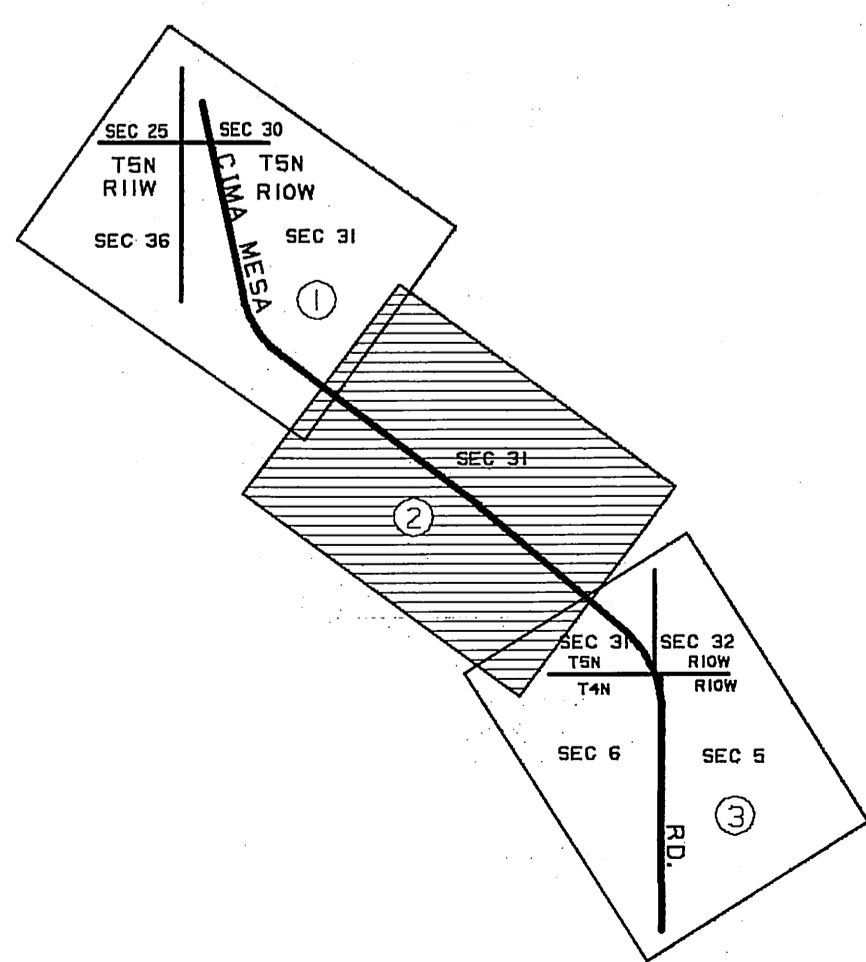 SEC 25
SEC 30
T5N
R11W
T5N
R10W
CIMA MESA
SEC 36
SEC 31
1
SEC 31
2
SEC 31
SEC 32
T5N
R10W
T4N
R10W
SEC 6
SEC 5
3
RD.